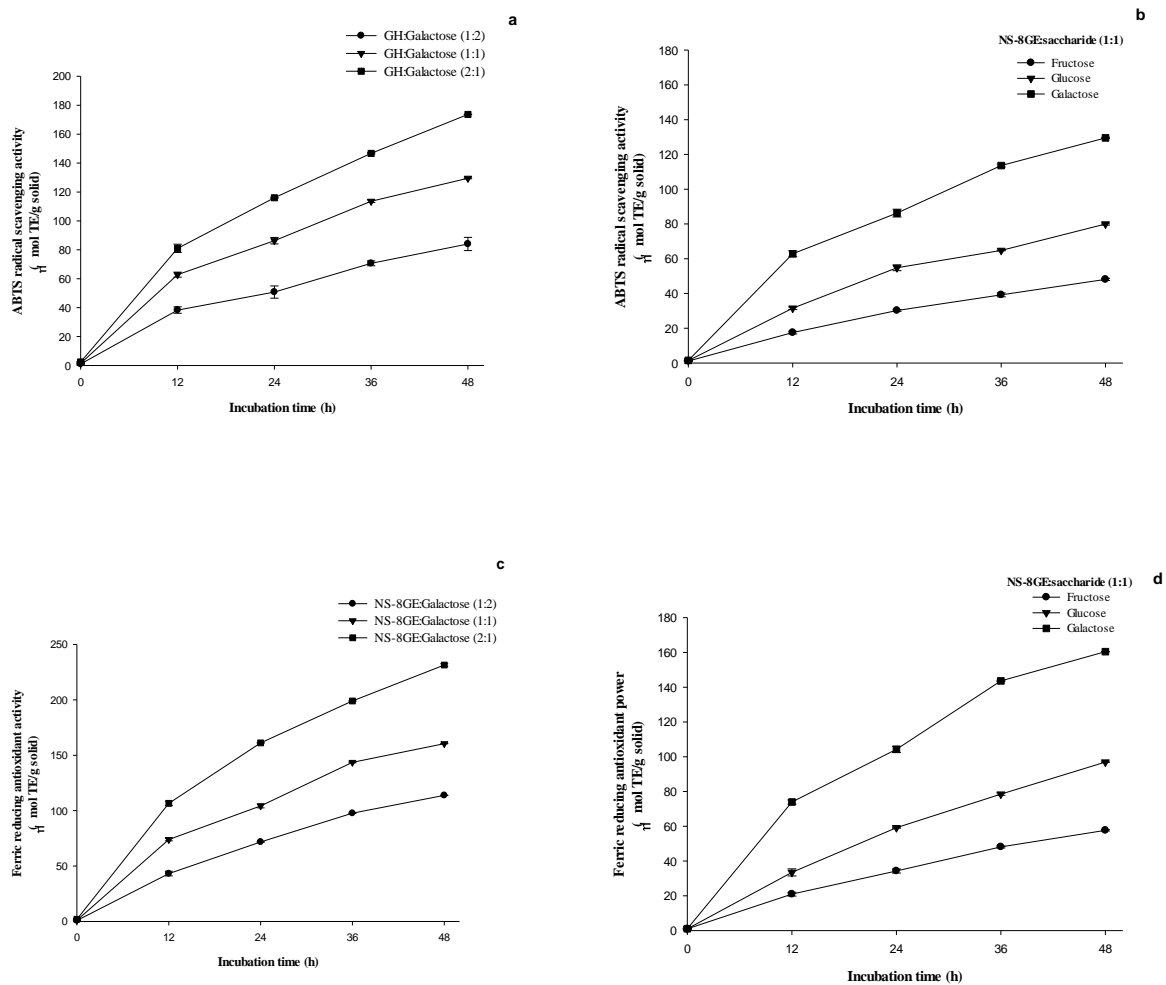 a
GH:Galactose (1:2)
GH:Galactose (1:1)
GH:Galactose (2:1)
200
180
160
140
120
100
80
60
40
20
0
0 12 24 36 48
Incubation time (h)
ABTS radical scavenging activity
mol TE/g solid)
b
NS-8GE:saccharide (1:1)
Fructose
Glucose
Galactose
180
160
140
120
100
80
60
40
20
0
0 12 24 36 48
Incubation time (h)
ABTS radical scavenging activity
mol TE/g solid)
c
NS-8GE:Galactose (1:2)
NS-8GE:Galactose (1:1)
NS-8GE:Galactose (2:1)
250
200
150
100
50
0
0 12 24 36 48
Incubation time (h)
Ferric reducing antioxidant activity
mol TE/g solid)
d
NS-8GE:saccharide (1:1)
Fructose
Glucose
Galactose
180
160
140
120
100
80
60
40
20
0
0 12 24 36 48
Incubation time (h)
Ferric reducing antioxidant power
mol TE/g solid)